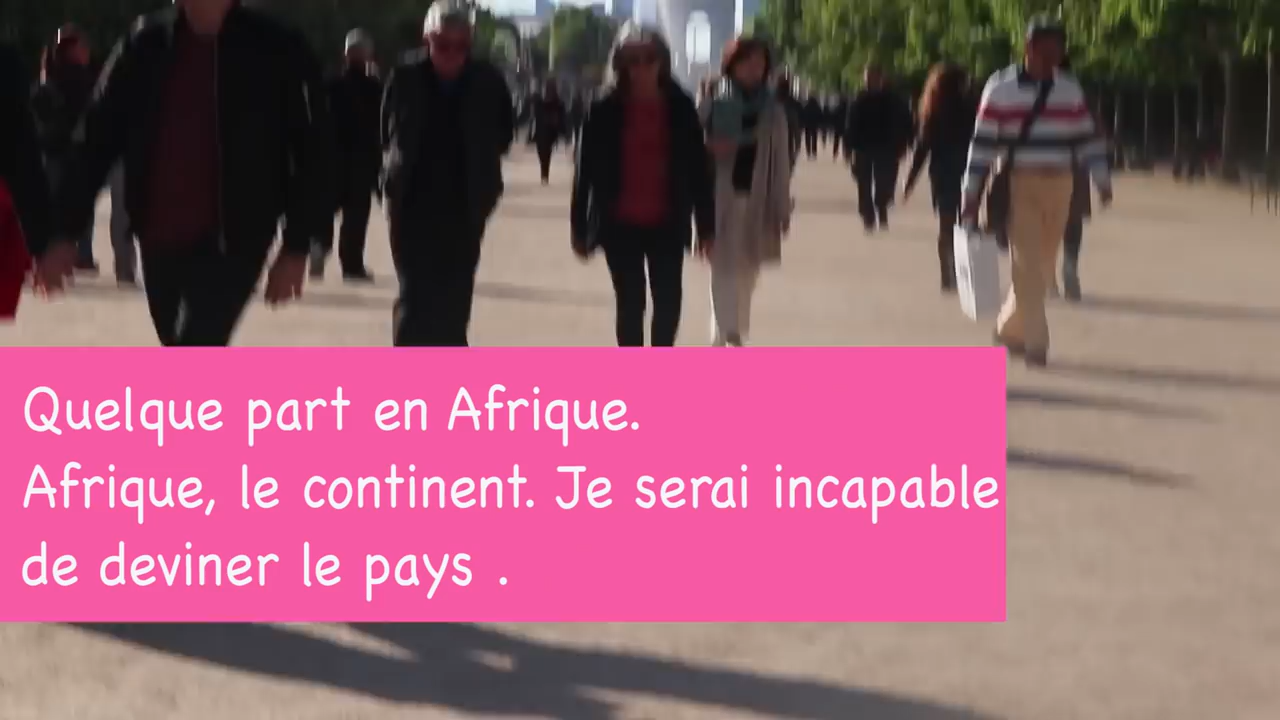 Quelque part en Afrique.
Afrique, le continent. Je serai incapable
de deviner le pays .